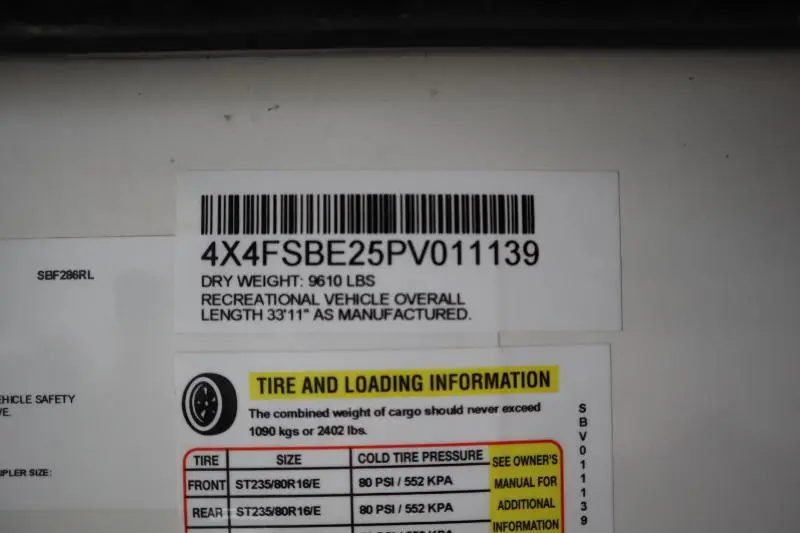 4X4FSBE25PV011139
DRY WEIGHT: 9610 LBS
RECREATIONAL VEHICLE OVERALL
LENGTH 33'11" AS MANUFACTURED.
SBF286RL
VEHICLE SAFETY
TIRE AND LOADING INFORMATION
The combined weight of cargo should never exceed
1090 kgs or 2402 lbs.
TIRE SIZE COLD TIRE PRESSURE
FRONT ST235/80R16/E 80 PSI / 552 KPA
REAR ST235/80R16/E 80 PSI / 552 KPA
SEE OWNER'S
MANUAL FOR
ADDITIONAL
INFORMATION
SBV011139
SIZE: